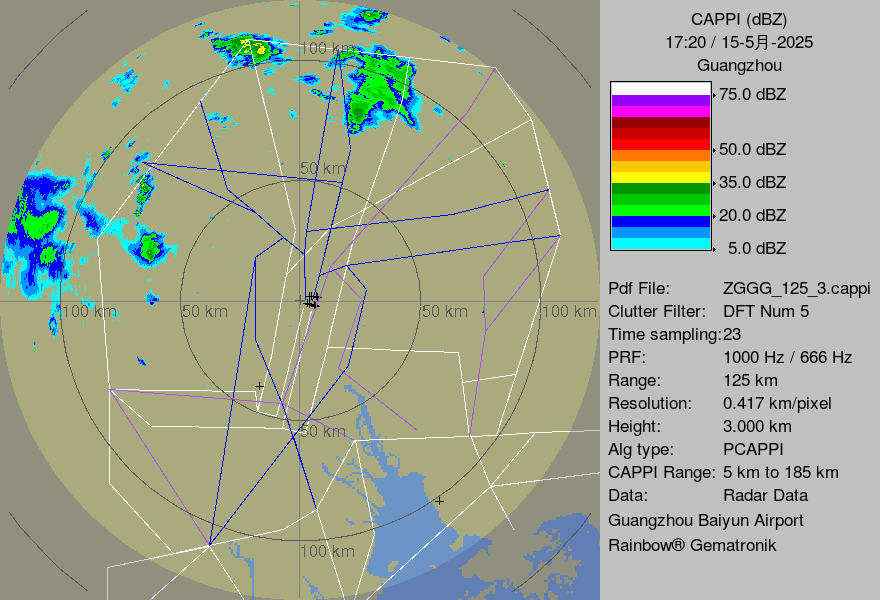 100 km
50 km
100 km
50 km
50 km
100 km
50 km
100 km
CAPPI (dBZ)
17:20 / 15-5月-2025
Guangzhou
75.0 dBZ
50.0 dBZ
35.0 dBZ
20.0 dBZ
5.0 dBZ
Pdf File: ZGGG_125_3.cappi
Clutter Filter: DFT Num 5
Time sampling:23
PRF: 1000 Hz / 666 Hz
Range: 125 km
Resolution: 0.417 km/pixel
Height: 3.000 km
Alg type: PCAPPI
CAPPI Range: 5 km to 185 km
Data: Radar Data
Guangzhou Baiyun Airport
Rainbow® Gematronik